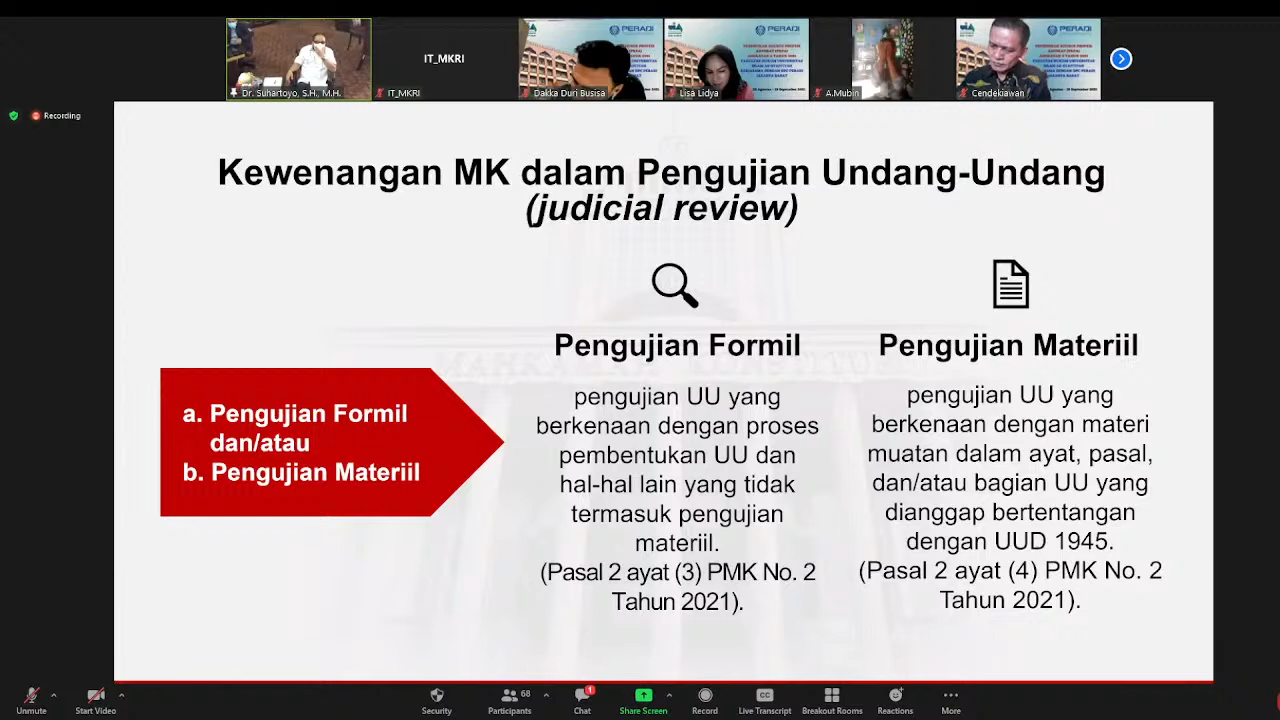 IT_MKRI
PERADI
PERADI
PERADI
Dr. Suhartoyo, S.H., M.H.
IT_MKRI
Dakka Duri Busisa
Lisa Lidya
A.Mubin
Cendekiawan
Recording
Kewenangan MK dalam Pengujian Undang-Undang
(judicial review)
a. Pengujian Formil
dan/atau
b. Pengujian Materiil
Pengujian Formil
pengujian UU yang
berkenaan dengan proses
pembentukan UU dan
hal-hal lain yang tidak
termasuk pengujian
materiil.
(Pasal 2 ayat (3) PMK No. 2
Tahun 2021).
Pengujian Materiil
pengujian UU yang
berkenaan dengan materi
muatan dalam ayat, pasal,
dan/atau bagian UU yang
dianggap bertentangan
dengan UUD 1945.
(Pasal 2 ayat (4) PMK No. 2
Tahun 2021).
Unmute
Start Video
Security
68
Participants
1
Chat
Share Screen
Record
CC
Live Transcript
Breakout Rooms
Reactions
More